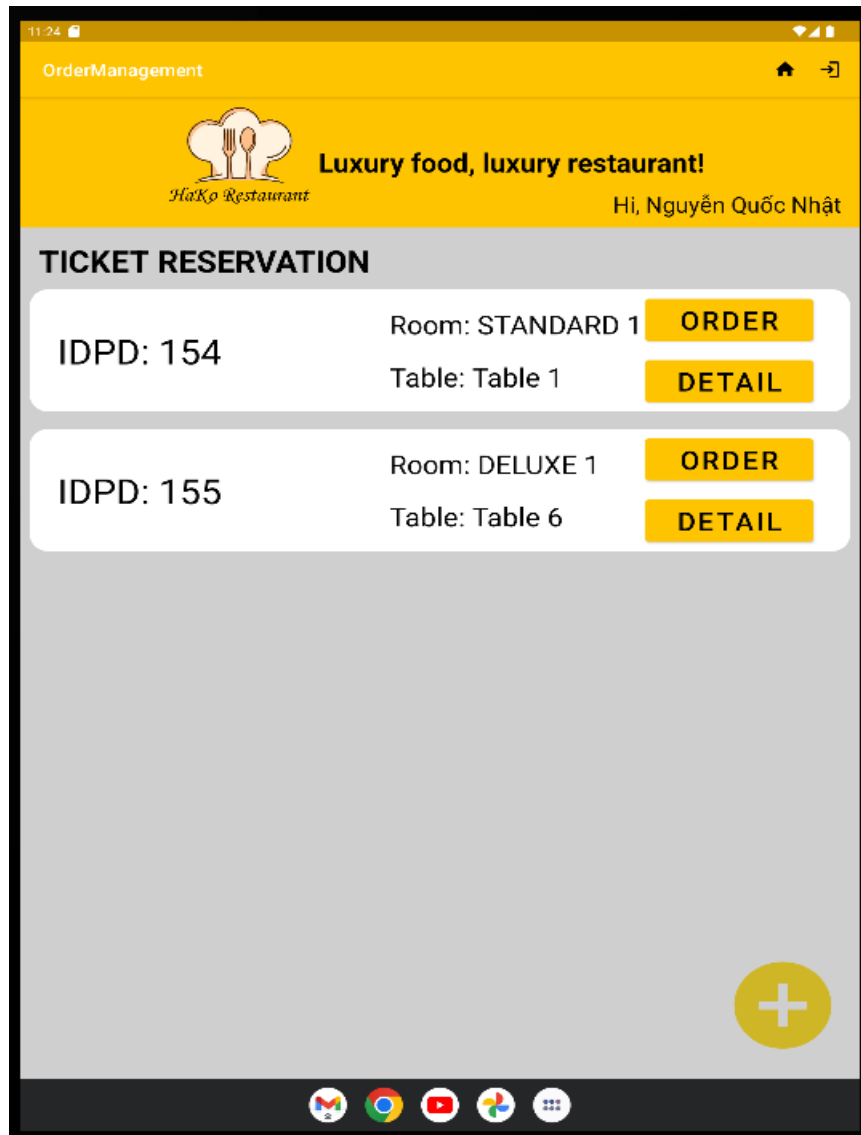 11:24
OrderManagement
HaKo Restaurant
Luxury food, luxury restaurant!
Hi, Nguyễn Quốc Nhật
TICKET RESERVATION
IDPD: 154
Room: STANDARD 1
ORDER
Table: Table 1
DETAIL
IDPD: 155
Room: DELUXE 1
ORDER
Table: Table 6
DETAIL